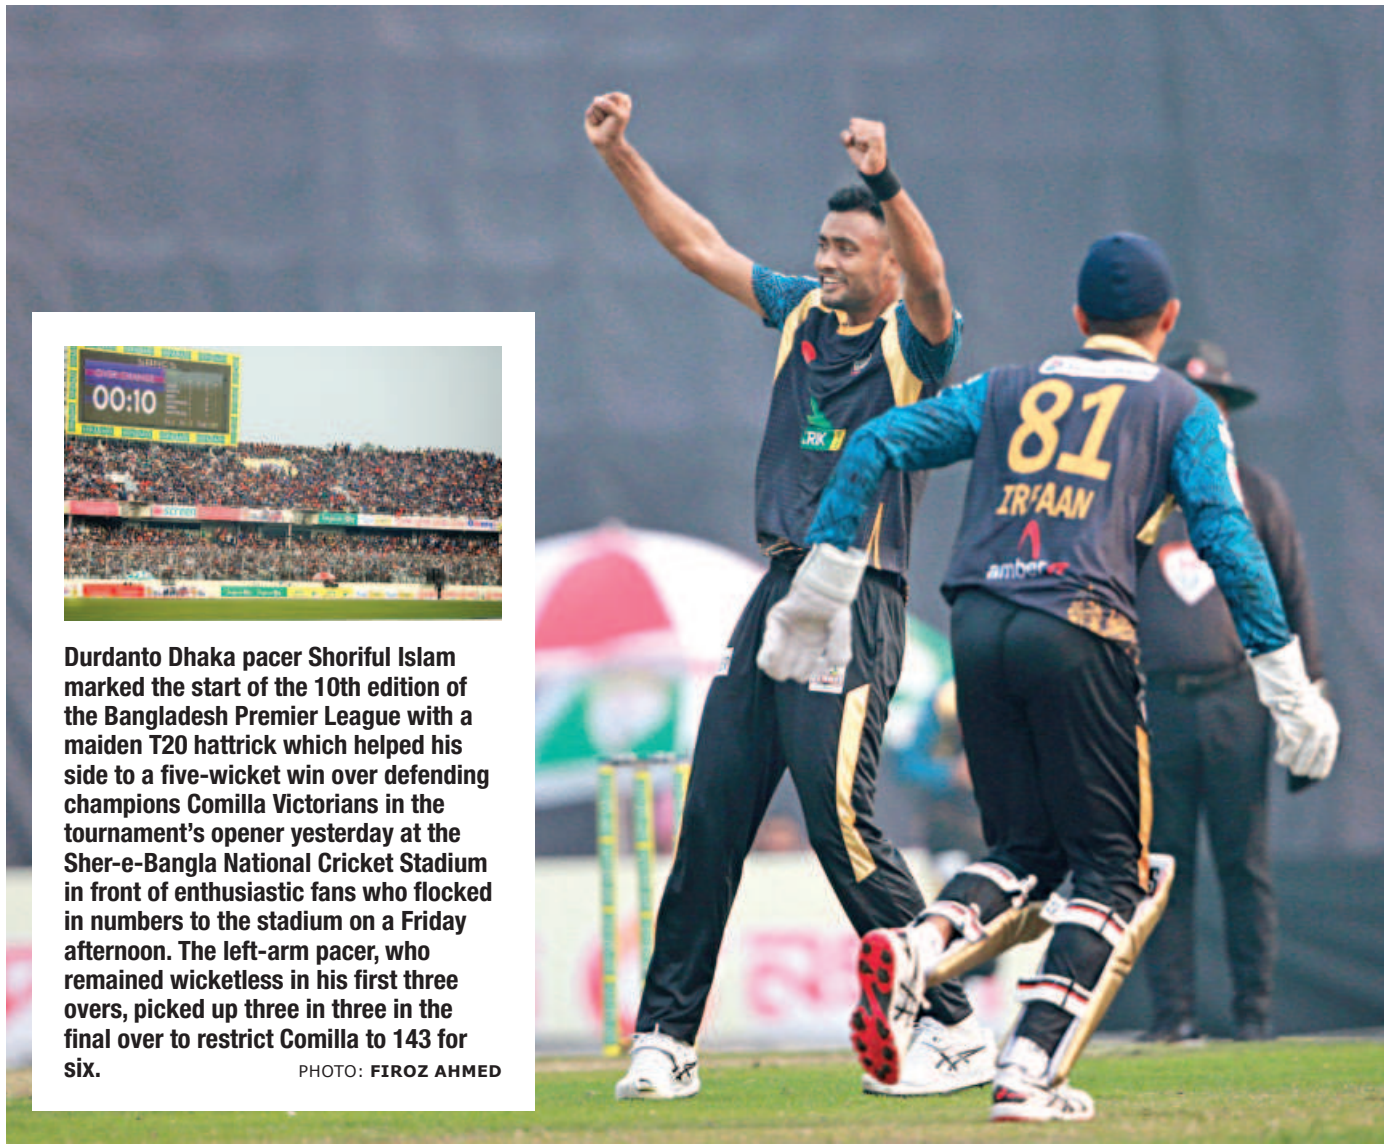 OVER CHANGE
00:10
screen
Durdanto Dhaka pacer Shoriful Islam
marked the start of the 10th edition of
the Bangladesh Premier League with a
maiden T20 hattrick which helped his
side to a five-wicket win over defending
champions Comilla Victorians in the
tournament’s opener yesterday at the
Sher-e-Bangla National Cricket Stadium
in front of enthusiastic fans who flocked
in numbers to the stadium on a Friday
afternoon. The left-arm pacer, who
remained wicketless in his first three
overs, picked up three in three in the
final over to restrict Comilla to 143 for
six.
PHOTO: FIROZ AHMED
81
IRFAAN